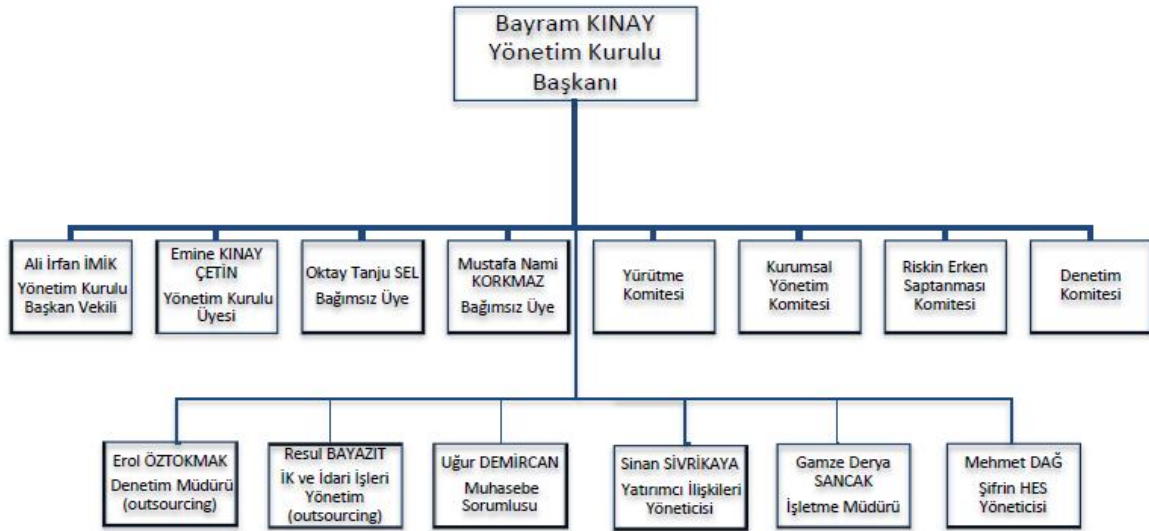 Bayram KINAY
Yönetim Kurulu
Başkanı
Ali İrfan İMİK
Yönetim Kurulu
Başkan Vekili
Emine KINAY
ÇETİN
Yönetim Kurulu
Üyesi
Oktay Tanju SEL
Bağımsız Üye
Mustafa Nami
KORKMAZ
Bağımsız Üye
Yürütme
Komitesi
Kurumsal
Yönetim
Komitesi
Riskin Erken
Saptanması
Komitesi
Denetim
Komitesi
Erol ÖZTOKMAK
Denetim Müdürü
(outsourcing)
Resul BAYAZIT
İK ve İdari İşleri
Yönetim
(outsourcing)
Uğur DEMİRCAN
Muhasebe
Sorumlusu
Sinan SİVRİKAYA
Yatırımcı İlişkileri
Yöneticisi
Gamze Derya
SANCAK
İşletme Müdürü
Mehmet DAĞ
Şifrin HES
Yöneticisi